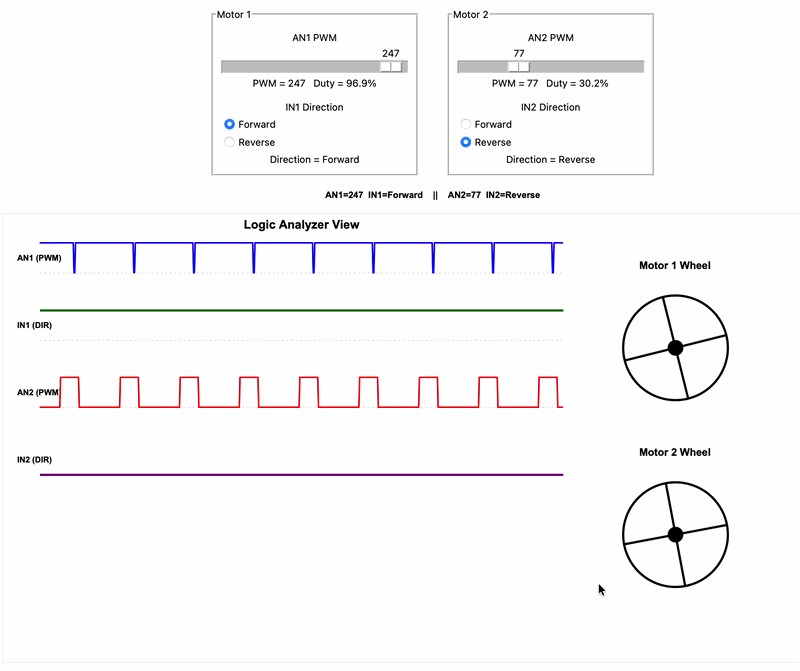 Motor 1
AN1 PWM
247
PWM = 247 Duty = 96.9%
IN1 Direction
Forward
Reverse
Direction = Forward
Motor 2
AN2 PWM
77
PWM = 77 Duty = 30.2%
IN2 Direction
Forward
Reverse
Direction = Reverse
AN1=247 IN1=Forward || AN2=77 IN2=Reverse
Logic Analyzer View
AN1 (PWM)
IN1 (DIR)
AN2 (PWM)
IN2 (DIR)
Motor 1 Wheel
Motor 2 Wheel